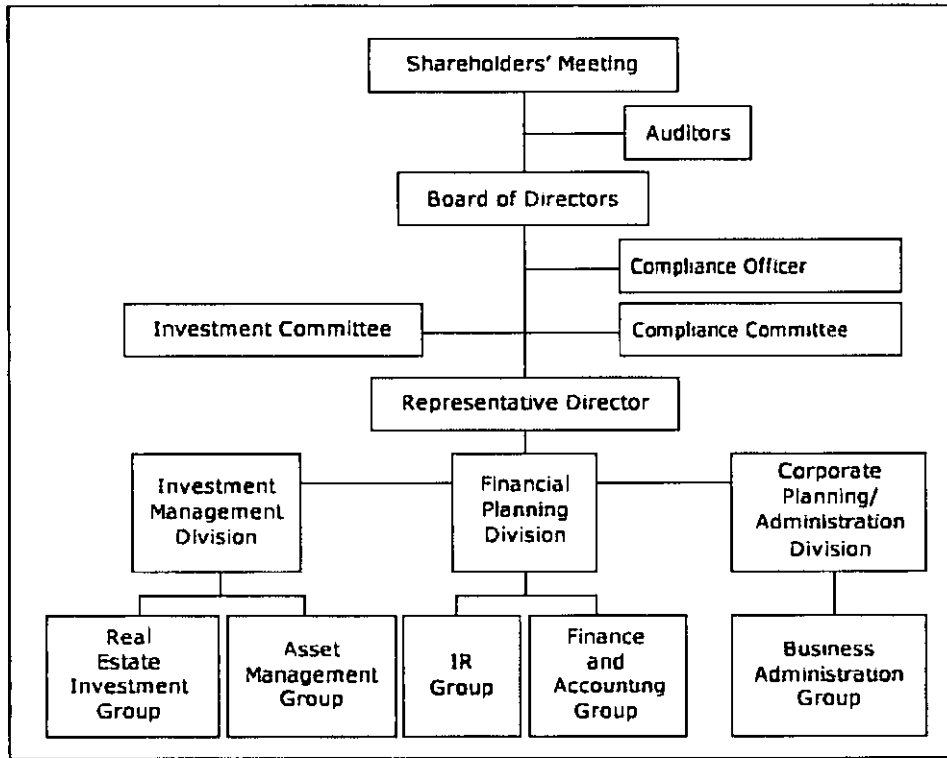 Shareholders' Meeting
Auditors
Board of Directors
Compliance Officer
Investment Committee
Compliance Committee
Representative Director
Investment
Management
Division
Financial
Planning
Division
Corporate
Planning/
Administration
Division
Real
Estate
Investment
Group
Asset
Management
Group
IR
Group
Finance
and
Accounting
Group
Business
Administration
Group